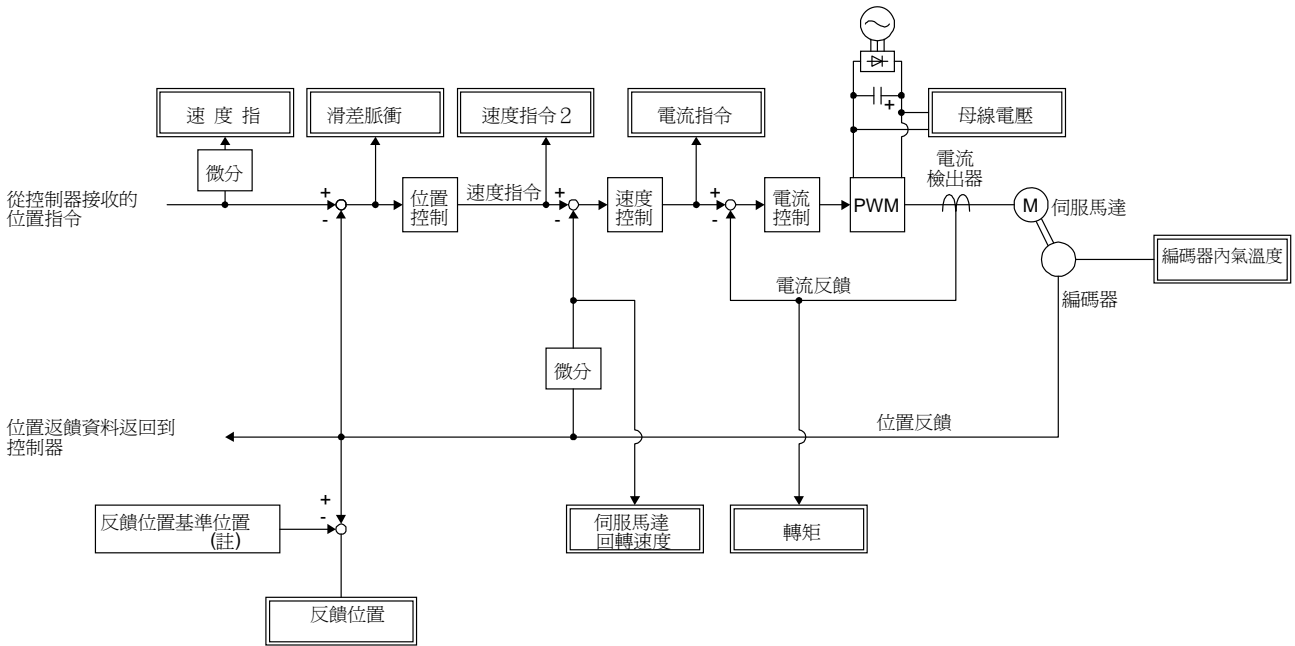 速 度 指
滑差脈衝
速度指令２
電流指令
母線電壓
微分
電流
檢出器
從控制器接收的
位置指令
+
-
位置
控制
速度指令
+
-
速度
控制
+
-
電流
控制
PWM
+
M
伺服馬達
編碼器內氣溫度
編碼器
電流反饋
微分
位置反饋
位置返饋資料返回到
控制器
反饋位置基準位置
(註)
+
-
伺服馬達
回轉速度
轉矩
反饋位置